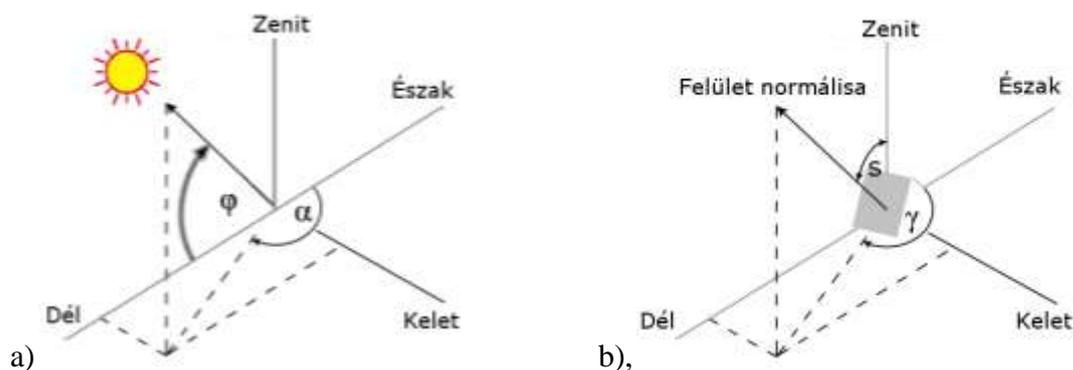 Zenit
Észak
φ
α
Dél
Kelet
a)
Zenit
Felület normálisa
Észak
s
γ
Dél
Kelet
b),